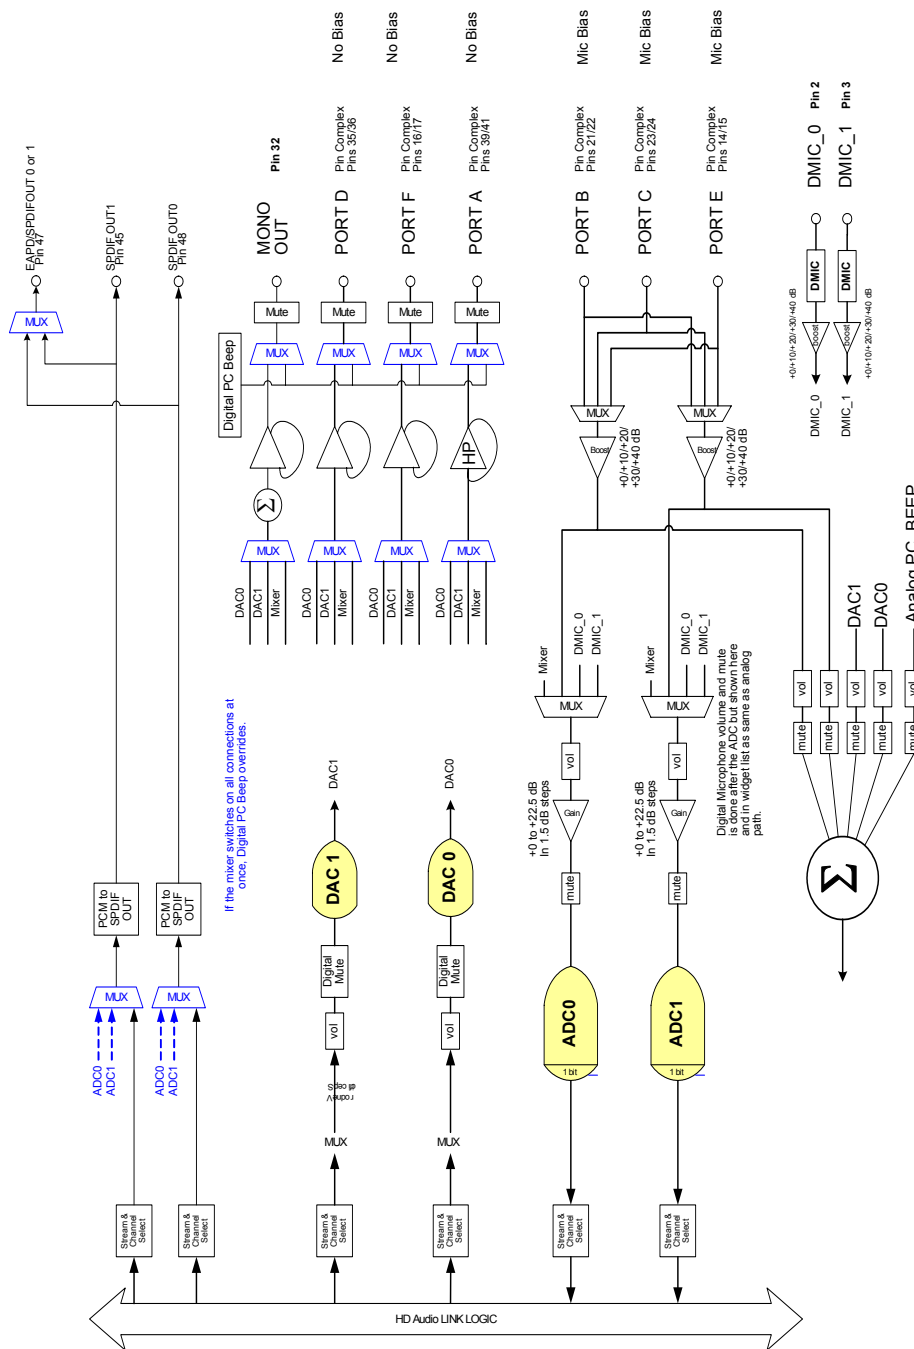 No Bias
No Bias
No Bias
Mic Bias
Mic Bias
Mic Bias
EAPD/SPDIFOUT 0 or 1
Pin 47
SPDIF_OUT1
Pin 45
SPDIF_OUT0
Pin 48
MONO
OUT
Pin 32
PORT D
Pin Complex
Pins 35/36
PORT F
Pin Complex
Pins 16/17
PORT A
Pin Complex
Pins 39/41
PORT B
Pin Complex
Pins 21/22
PORT C
Pin Complex
Pins 23/24
PORT E
Pin Complex
Pins 14/15
DMIC_0
Pin 2
DMIC_1
Pin 3
MUX
Digital PC Beep
Mute
Mute
Mute
Mute
MUX
MUX
MUX
MUX
HP
Σ
MUX
MUX
MUX
MUX
DAC0
DAC1
Mixer
DAC0
DAC1
Mixer
DAC0
DAC1
Mixer
DAC0
DAC1
Mixer
DMIC
DMIC
boost
boost
+0/+10/+20/+30/+40 dB
+0/+10/+20/+30/+40 dB
DMIC_0
DMIC_1
MUX
MUX
Boost
Boost
+0/+10/+20/
+30/+40 dB
+0/+10/+20/
+30/+40 dB
Mixer
DMIC_0
DMIC_1
Mixer
DMIC_0
DMIC_1
MUX
MUX
DAC1
DAC0
Analog PC_BEEP
vol
vol
vol
vol
vol
mute
mute
mute
mute
mute
Σ
If the mixer switches on all connections at
once, Digital PC Beep overrides.
Digital Microphone volume and mute
is done after the ADC but shown here
and in widget list as same as analog
path.
vol
vol
+0 to +22.5 dB
In 1.5 dB steps
+0 to +22.5 dB
In 1.5 dB steps
Gain
Gain
mute
mute
DAC1
DAC0
DAC 1
DAC 0
PCM to
SPDIF
OUT
PCM to
SPDIF
OUT
MUX
MUX
ADC0
ADC1
ADC0
ADC1
Digital
Mute
Digital
Mute
vol
vol
Vendor
Specific
MUX
MUX
ADC0
1 bit
ADC1
1 bit
Stream &
Channel
Select
Stream &
Channel
Select
Stream &
Channel
Select
Stream &
Channel
Select
Stream &
Channel
Select
Stream &
Channel
Select
HD Audio LINK LOGIC